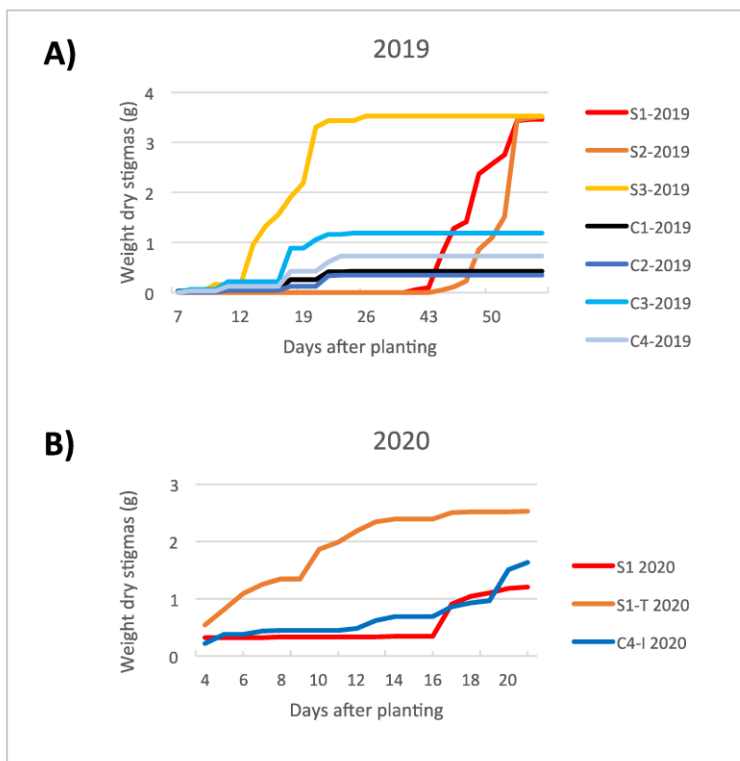 A)
2019
Weight dry stigmas (g)
4
3
2
1
0
7 12 19 26 43 50
Days after planting
S1-2019
S2-2019
S3-2019
C1-2019
C2-2019
C3-2019
C4-2019
B)
2020
Weight dry stigmas (g)
3
2
1
0
4 6 8 10 12 14 16 18 20
Days after planting
S1 2020
S1-T 2020
C4-I 2020